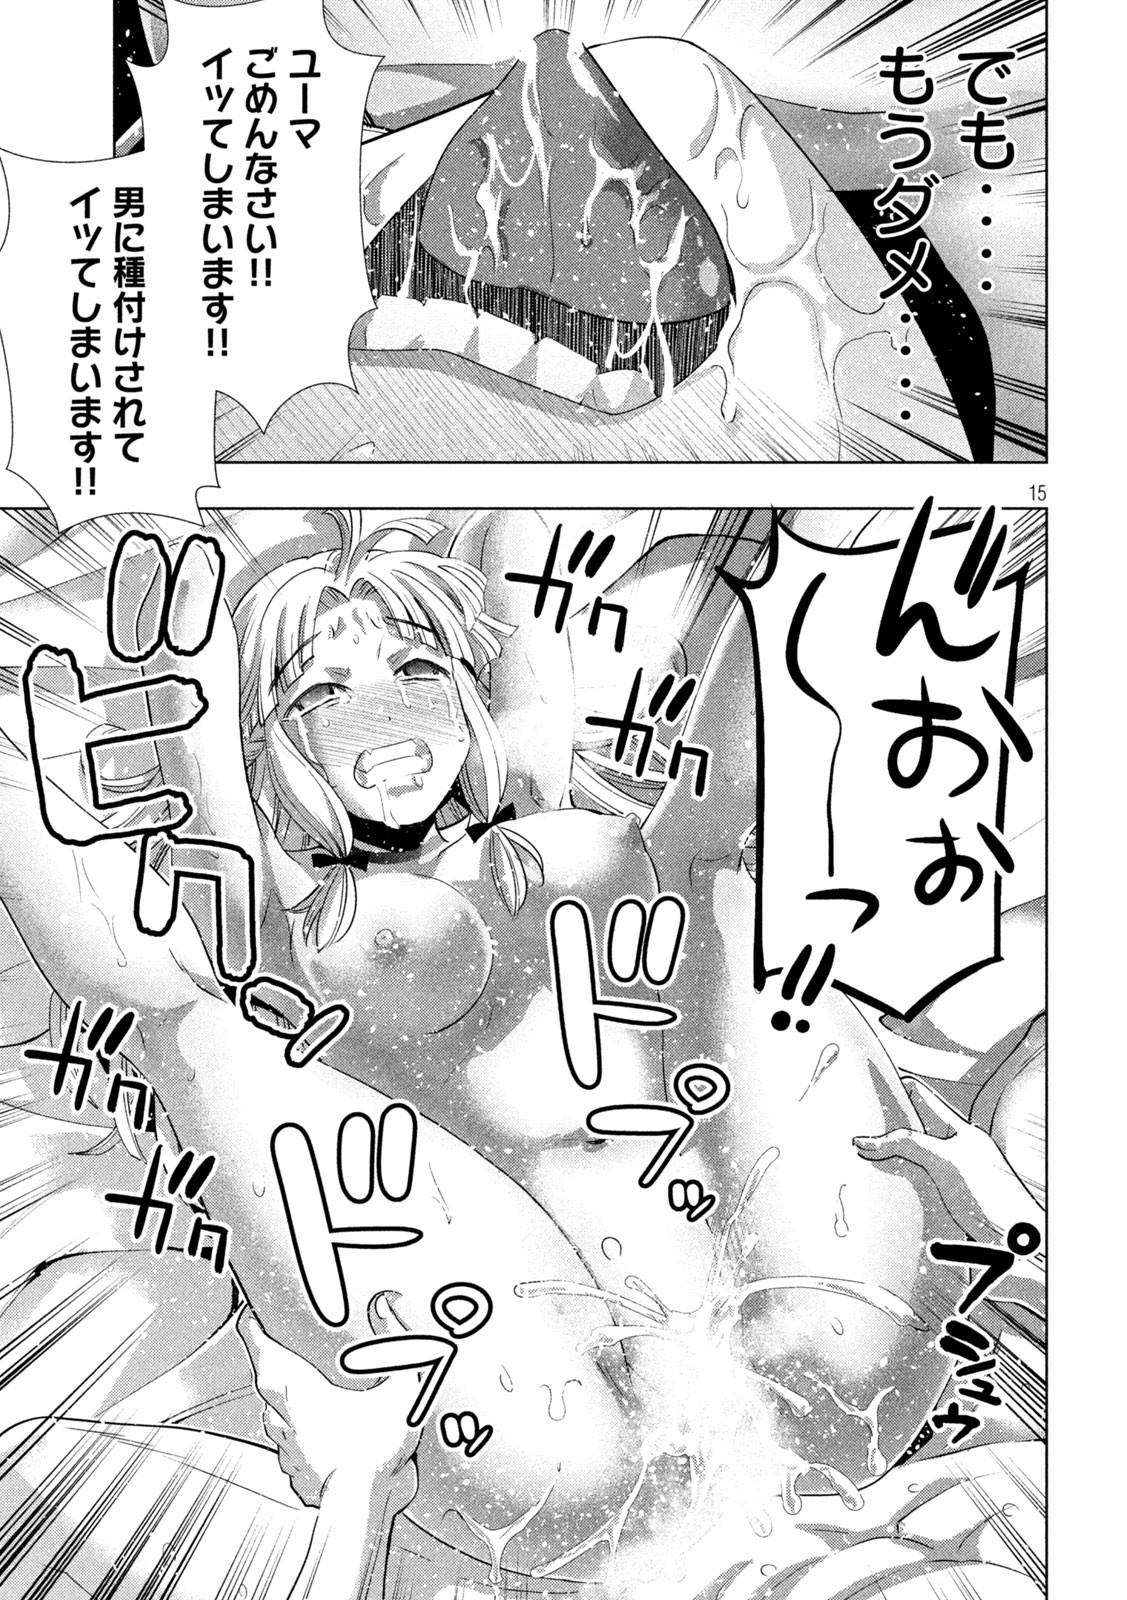 でも‥‥
もうダメ‥‥
ユーマ
ごめんなさい!!
イッてしまいます!!
男に種付けされて
イッてしまいます!!
15
んおおぉ
〜〜〜っ!!
ガク
ガク
ビクンッ
ドプッ
ドプッ
ガク
ガク
プシュゥ